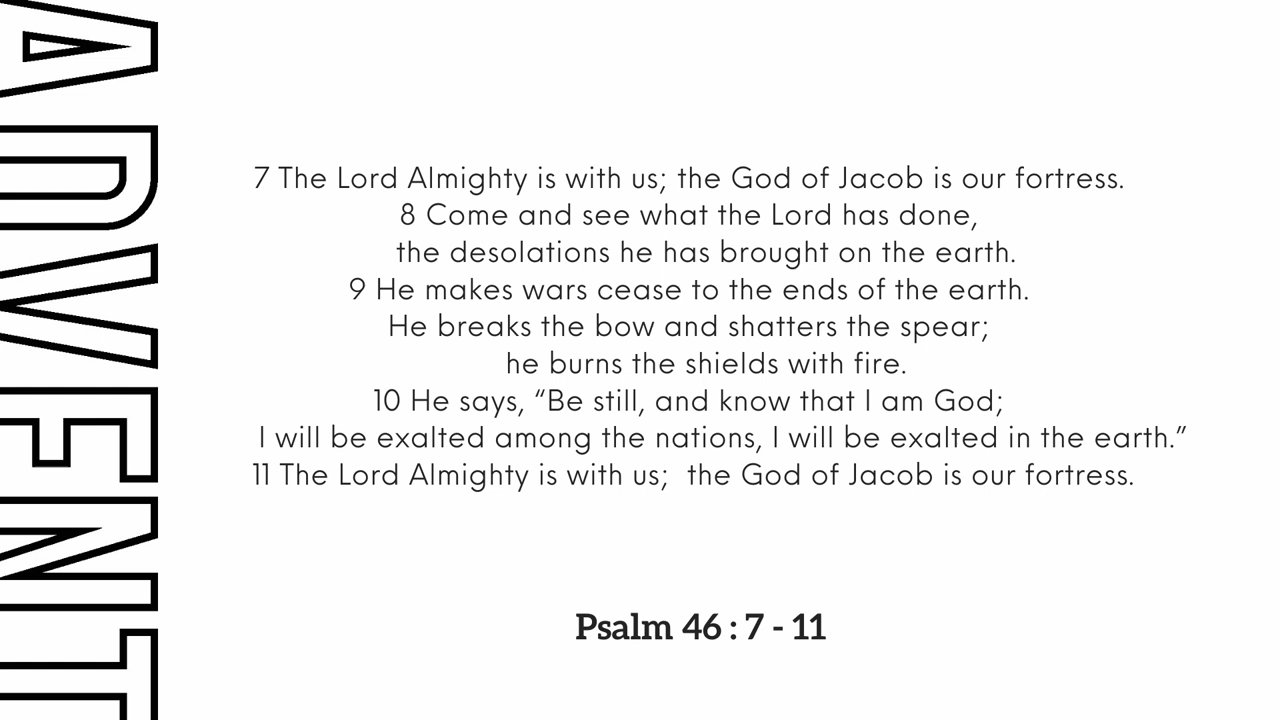 ADVENT
7 The Lord Almighty is with us; the God of Jacob is our fortress.
8 Come and see what the Lord has done,
the desolations he has brought on the earth.
9 He makes wars cease to the ends of the earth.
He breaks the bow and shatters the spear;
he burns the shields with fire.
10 He says, “Be still, and know that I am God;
I will be exalted among the nations, I will be exalted in the earth.”
11 The Lord Almighty is with us;  the God of Jacob is our fortress.
Psalm 46 : 7 - 11